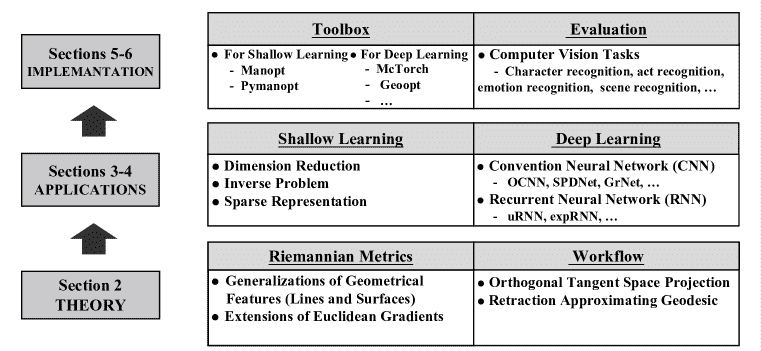 Sections 5-6
IMPLEMANTATION
Toolbox
Evaluation
● For Shallow Learning
- Manopt
- Pymanopt
● For Deep Learning
- McTorch
- Geoopt
- ...
● Computer Vision Tasks
- Character recognition, act recognition,
emotion recognition, scene recognition, ...
Sections 3-4
APPLICATIONS
Shallow Learning
Deep Learning
● Dimension Reduction
● Inverse Problem
● Sparse Representation
● Convention Neural Network (CNN)
- OCNN, SPDNet, GrNet, ...
● Recurrent Neural Network (RNN)
- uRNN, expRNN, ...
Section 2
THEORY
Riemannian Metrics
Workflow
● Generalizations of Geometrical
Features (Lines and Surfaces)
● Extensions of Euclidean Gradients
● Orthogonal Tangent Space Projection
● Retraction Approximating Geodesic